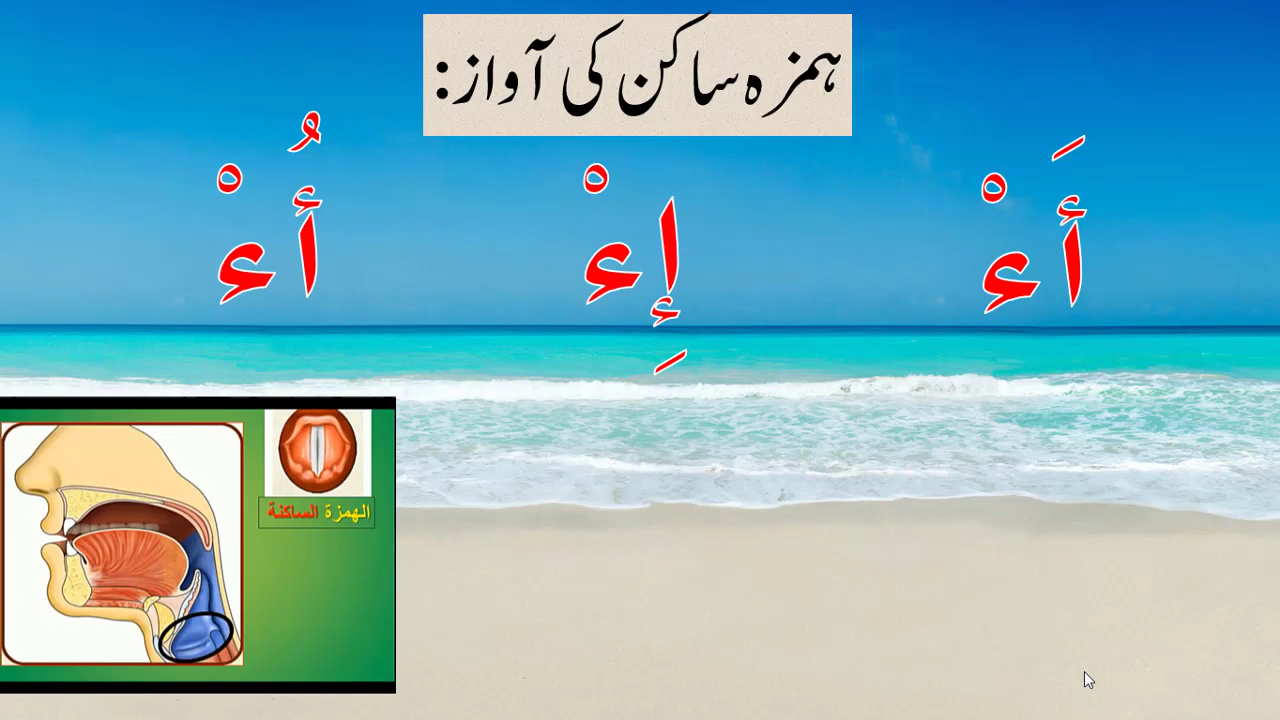 ہمزہ ساکن کی آواز:
أَءْ إِءْ أُءْ
الهمزة الساكنة